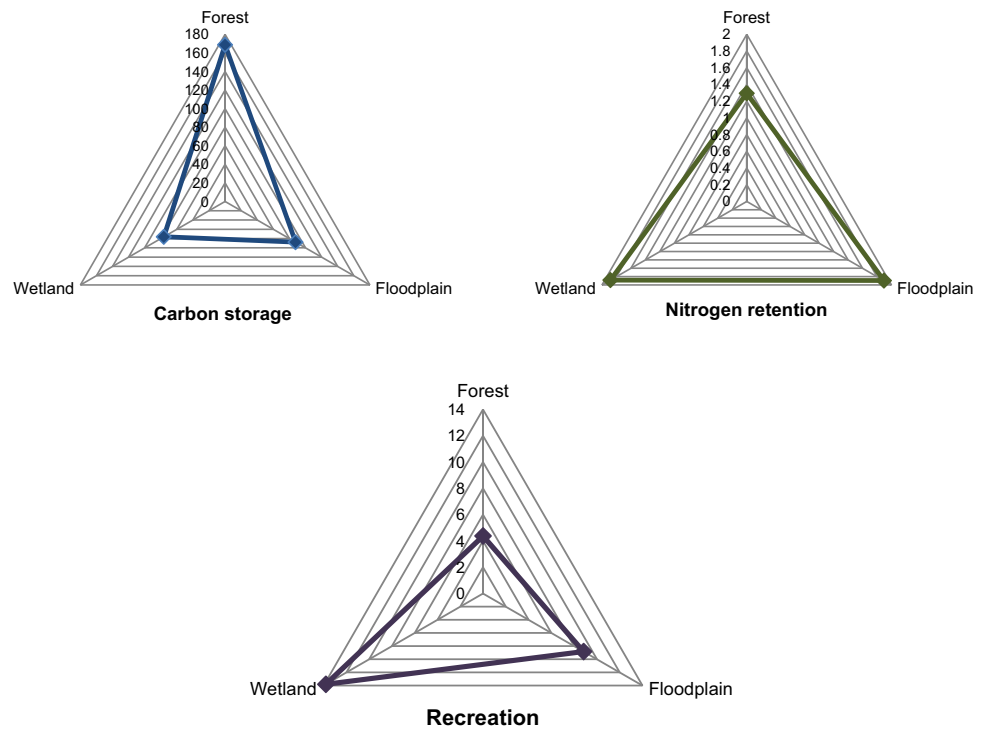 Forest
180
160
140
120
100
80
60
40
20
0
Wetland
Floodplain
Carbon storage
Forest
2
1.8
1.6
1.4
1.2
1
0.8
0.6
0.4
0.2
0
Wetland
Floodplain
Nitrogen retention
Forest
14
12
10
8
6
4
2
0
Wetland
Floodplain
Recreation